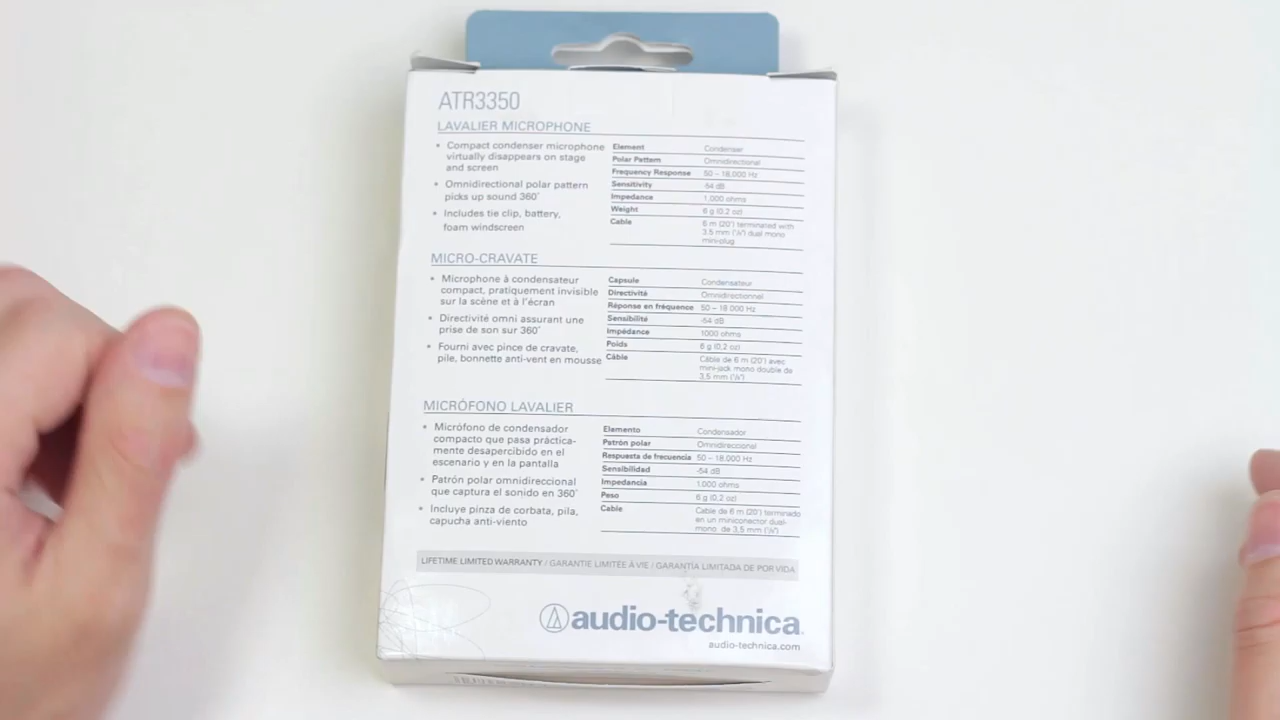 ATR3350
LAVALIER MICROPHONE
• Compact condenser microphone
virtually disappears on stage
and screen
• Omnidirectional polar pattern
picks up sound 360°
• Includes tie clip, battery,
foam windscreen
Element Condenser
Polar Pattern Omnidirectional
Frequency Response 50 – 18,000 Hz
Sensitivity -54 dB
Impedance 1,000 ohms
Weight 6 g (0.2 oz)
Cable 6 m (20') terminated with
3.5 mm (⅛") dual mono
mini-plug
MICRO-CRAVATE
• Microphone à condensateur
compact, pratiquement invisible
sur la scène et à l'écran
• Directivité omni assurant une
prise de son sur 360°
• Fourni avec pince de cravate,
pile, bonnette anti-vent en mousse
Capsule Condensateur
Directivité Omnidirectionnel
Réponse en fréquence 50 – 18 000 Hz
Sensibilité -54 dB
Impédance 1000 ohms
Poids 6 g (0,2 oz)
Câble Câble de 6 m (20') avec
mini-jack mono double de
3,5 mm (⅛")
MICRÓFONO LAVALIER
• Micrófono de condensador
compacto que pasa práctica-
mente desapercibido en el
escenario y en la pantalla
• Patrón polar omnidireccional
que captura el sonido en 360°
• Incluye pinza de corbata, pila,
capucha anti-viento
Elemento Condensador
Patrón polar Omnidireccional
Respuesta de frecuencia 50 – 18.000 Hz
Sensibilidad -54 dB
Impedancia 1.000 ohms
Peso 6 g (0,2 oz)
Cable Cable de 6 m (20') terminado
en un miniconector dual-
mono de 3,5 mm (⅛")
LIFETIME LIMITED WARRANTY / GARANTIE LIMITÉE À VIE / GARANTÍA LIMITADA DE POR VIDA
audio-technica
audio-technica.com